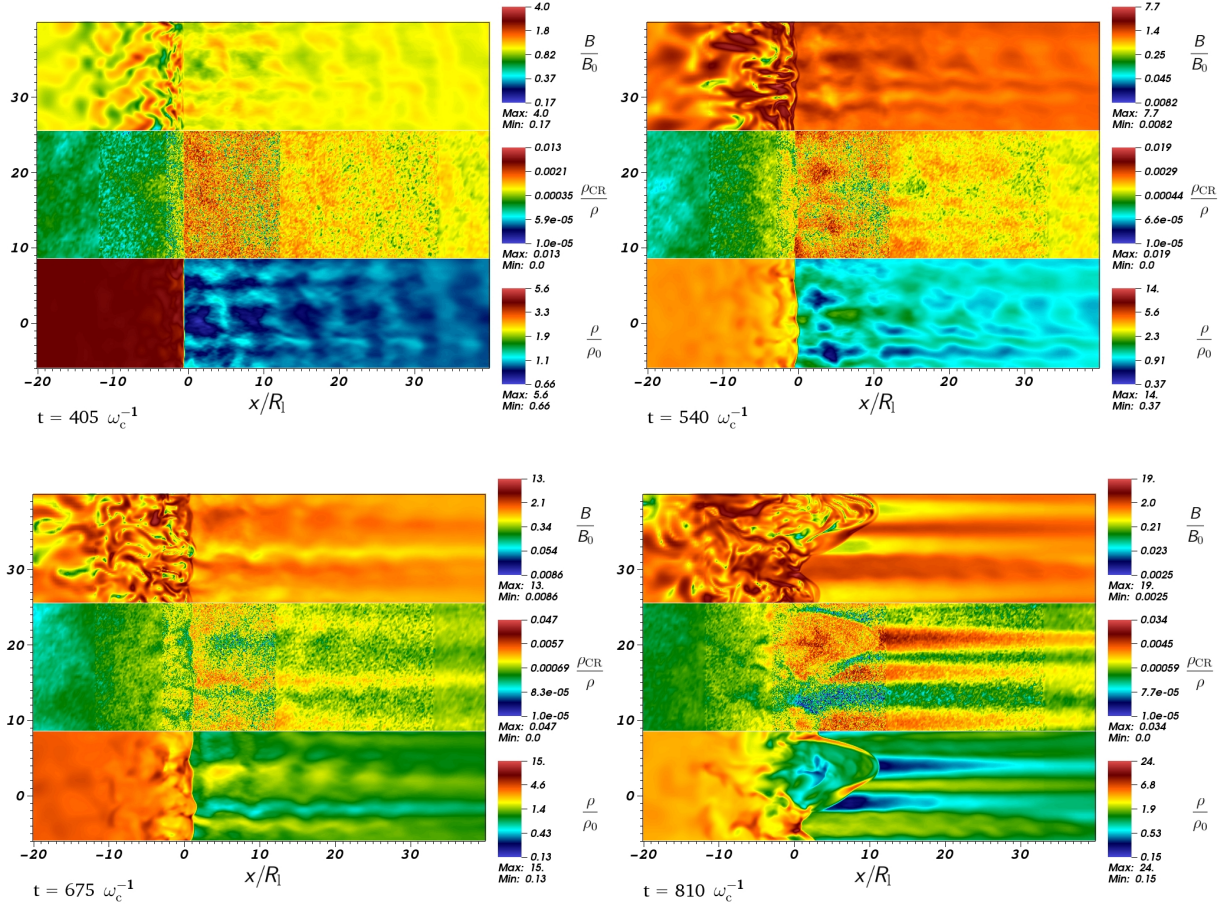 4.0
1.8
0.82
0.37
0.17
Max: 4.0
Min: 0.17
B
B₀
0.013
0.0021
0.00035
5.9e-05
1.0e-05
Max: 0.013
Min: 0.0
ρCR
ρ
5.6
3.3
1.9
1.1
0.66
Max: 5.6
Min: 0.66
ρ
ρ₀
30
20
10
0
−20 −10 0 10 20 30
x/Rl
t = 405 ωc⁻¹
7.7
1.4
0.25
0.045
0.0082
Max: 7.7
Min: 0.0082
B
B₀
0.019
0.0029
0.00044
6.6e-05
1.0e-05
Max: 0.019
Min: 0.0
ρCR
ρ
14.
5.6
2.3
0.91
0.37
Max: 14.
Min: 0.37
ρ
ρ₀
30
20
10
0
−20 −10 0 10 20 30
x/Rl
t = 540 ωc⁻¹
13.
2.1
0.34
0.054
0.0086
Max: 13.
Min: 0.0086
B
B₀
0.047
0.0057
0.00069
8.3e-05
1.0e-05
Max: 0.047
Min: 0.0
ρCR
ρ
15.
4.6
1.4
0.43
0.13
Max: 15.
Min: 0.13
ρ
ρ₀
30
20
10
0
−20 −10 0 10 20 30
x/Rl
t = 675 ωc⁻¹
19.
2.0
0.21
0.023
0.0025
Max: 19.
Min: 0.0025
B
B₀
0.034
0.0045
0.00059
7.7e-05
1.0e-05
Max: 0.034
Min: 0.0
ρCR
ρ
24.
6.8
1.9
0.53
0.15
Max: 24.
Min: 0.15
ρ
ρ₀
30
20
10
0
−20 −10 0 10 20 30
x/Rl
t = 810 ωc⁻¹